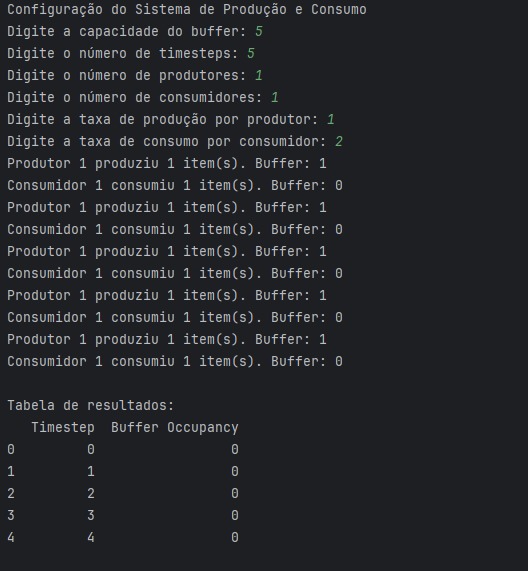 Configuração do Sistema de Produção e Consumo
Digite a capacidade do buffer: 5
Digite o número de timesteps: 5
Digite o número de produtores: 1
Digite o número de consumidores: 1
Digite a taxa de produção por produtor: 1
Digite a taxa de consumo por consumidor: 2
Produtor 1 produziu 1 item(s). Buffer: 1
Consumidor 1 consumiu 1 item(s). Buffer: 0
Produtor 1 produziu 1 item(s). Buffer: 1
Consumidor 1 consumiu 1 item(s). Buffer: 0
Produtor 1 produziu 1 item(s). Buffer: 1
Consumidor 1 consumiu 1 item(s). Buffer: 0
Produtor 1 produziu 1 item(s). Buffer: 1
Consumidor 1 consumiu 1 item(s). Buffer: 0
Produtor 1 produziu 1 item(s). Buffer: 1
Consumidor 1 consumiu 1 item(s). Buffer: 0

Tabela de resultados:
   Timestep  Buffer Occupancy
0         0                 0
1         1                 0
2         2                 0
3         3                 0
4         4                 0